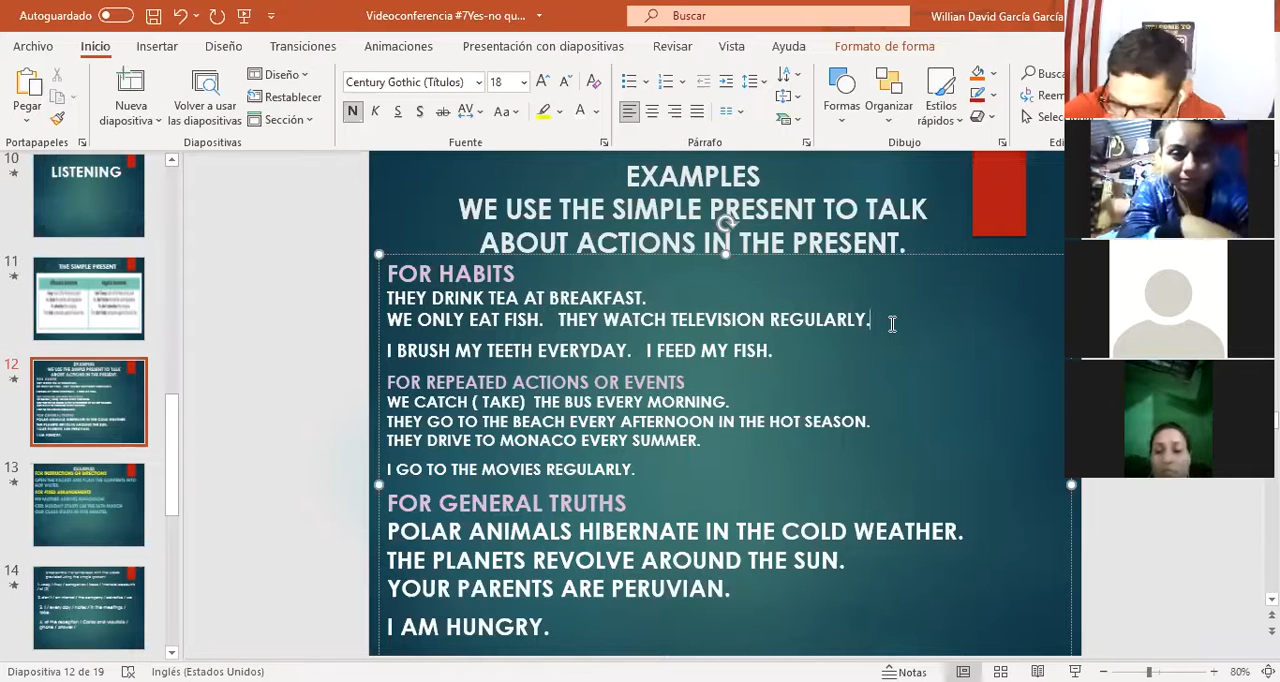 Autoguardado
Videoconferencia #7Yes-no qu...
Buscar
Willian David García García
Archivo Inicio Insertar Diseño Transiciones Animaciones Presentación con diapositivas Revisar Vista Ayuda Formato de forma
Pegar
Nueva diapositiva
Volver a usar las diapositivas
Diseño
Restablecer
Sección
Century Gothic (Títulos) 18
N K S S ab AV Aa A
Formas
Organizar
Estilos rápidos
Busca
Reem
Selec
Portapapeles Diapositivas Fuente Párrafo Dibujo Edi
10
LISTENING
11
THE SIMPLE PRESENT
12
13
14
EXAMPLES
WE USE THE SIMPLE PRESENT TO TALK
ABOUT ACTIONS IN THE PRESENT.
FOR HABITS
THEY DRINK TEA AT BREAKFAST.
WE ONLY EAT FISH. THEY WATCH TELEVISION REGULARLY.
I BRUSH MY TEETH EVERYDAY. I FEED MY FISH.
FOR REPEATED ACTIONS OR EVENTS
WE CATCH ( TAKE) THE BUS EVERY MORNING.
THEY GO TO THE BEACH EVERY AFTERNOON IN THE HOT SEASON.
THEY DRIVE TO MONACO EVERY SUMMER.
I GO TO THE MOVIES REGULARLY.
FOR GENERAL TRUTHS
POLAR ANIMALS HIBERNATE IN THE COLD WEATHER.
THE PLANETS REVOLVE AROUND THE SUN.
YOUR PARENTS ARE PERUVIAN.
I AM HUNGRY.
Diapositiva 12 de 19
Inglés (Estados Unidos)
Notas
80%